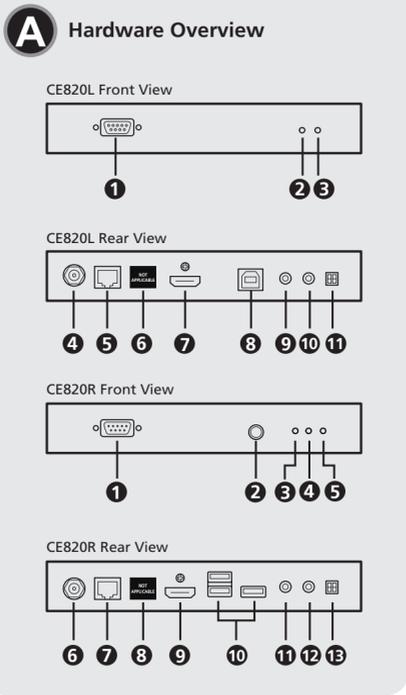 A Hardware Overview
CE820L Front View
1 2 3
CE820L Rear View
NOT
APPLICABLE
4 5 6 7 8 9 10 11
CE820R Front View
1 2 3 4 5
CE820R Rear View
NOT
APPLICABLE
6 7 8 9 10 11 12 13